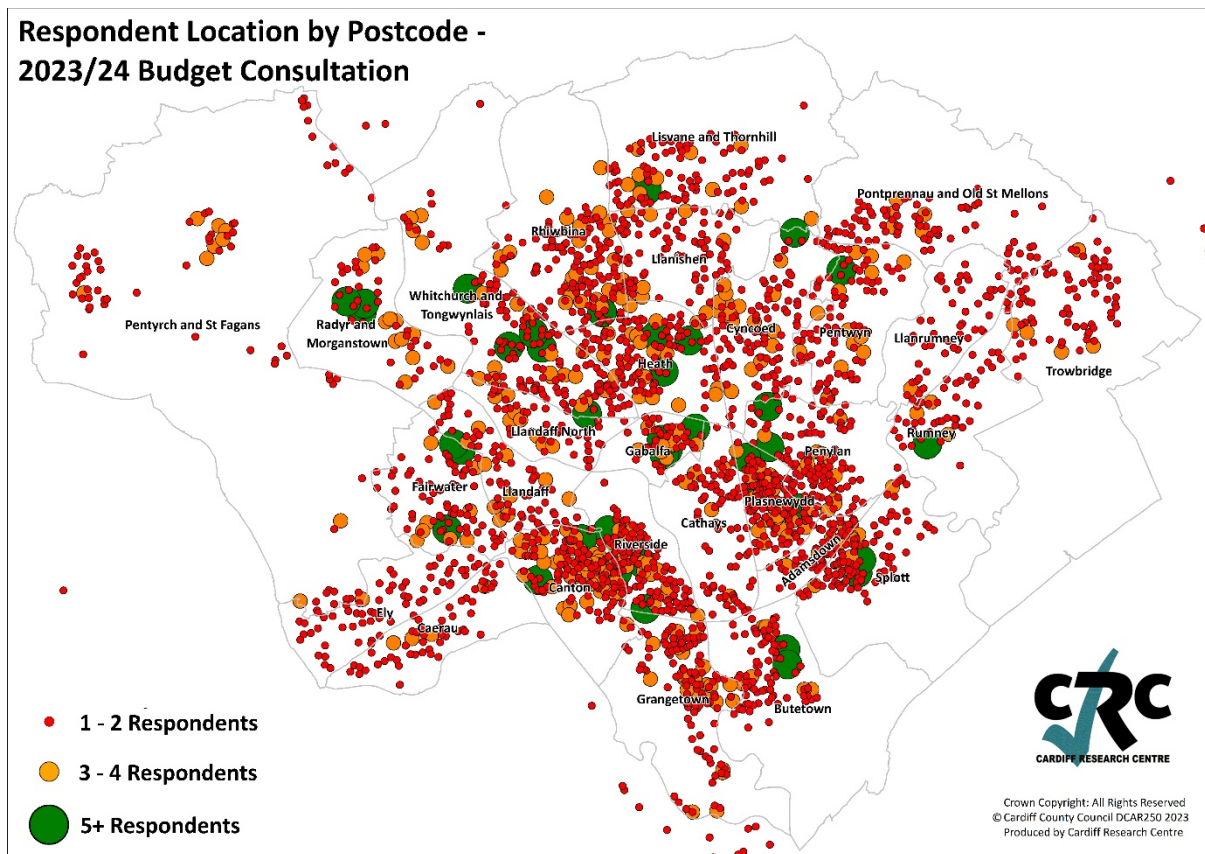 Respondent Location by Postcode -
2023/24 Budget Consultation
Lisvane and Thornhill
Pontprennau and Old St Mellons
Rhiwbina
Llanishen
Whitchurch and
Tongwynlais
Pentyrch and St Fagans
Radyr and
Morganstown
Cyncoed
Pentwyn
Llanrumney
Heath
Trowbridge
Llandaff North
Rumney
Gabalfa
Penylan
Fairwater
Llandaff
Plasnewydd
Cathays
Riverside
Adamsdown
Splott
Canton
Ely
Caerau
Grangetown
Butetown
1 - 2 Respondents
3 - 4 Respondents
5+ Respondents
CRC
CARDIFF RESEARCH CENTRE
Crown Copyright: All Rights Reserved
© Cardiff County Council DCAR250 2023
Produced by Cardiff Research Centre